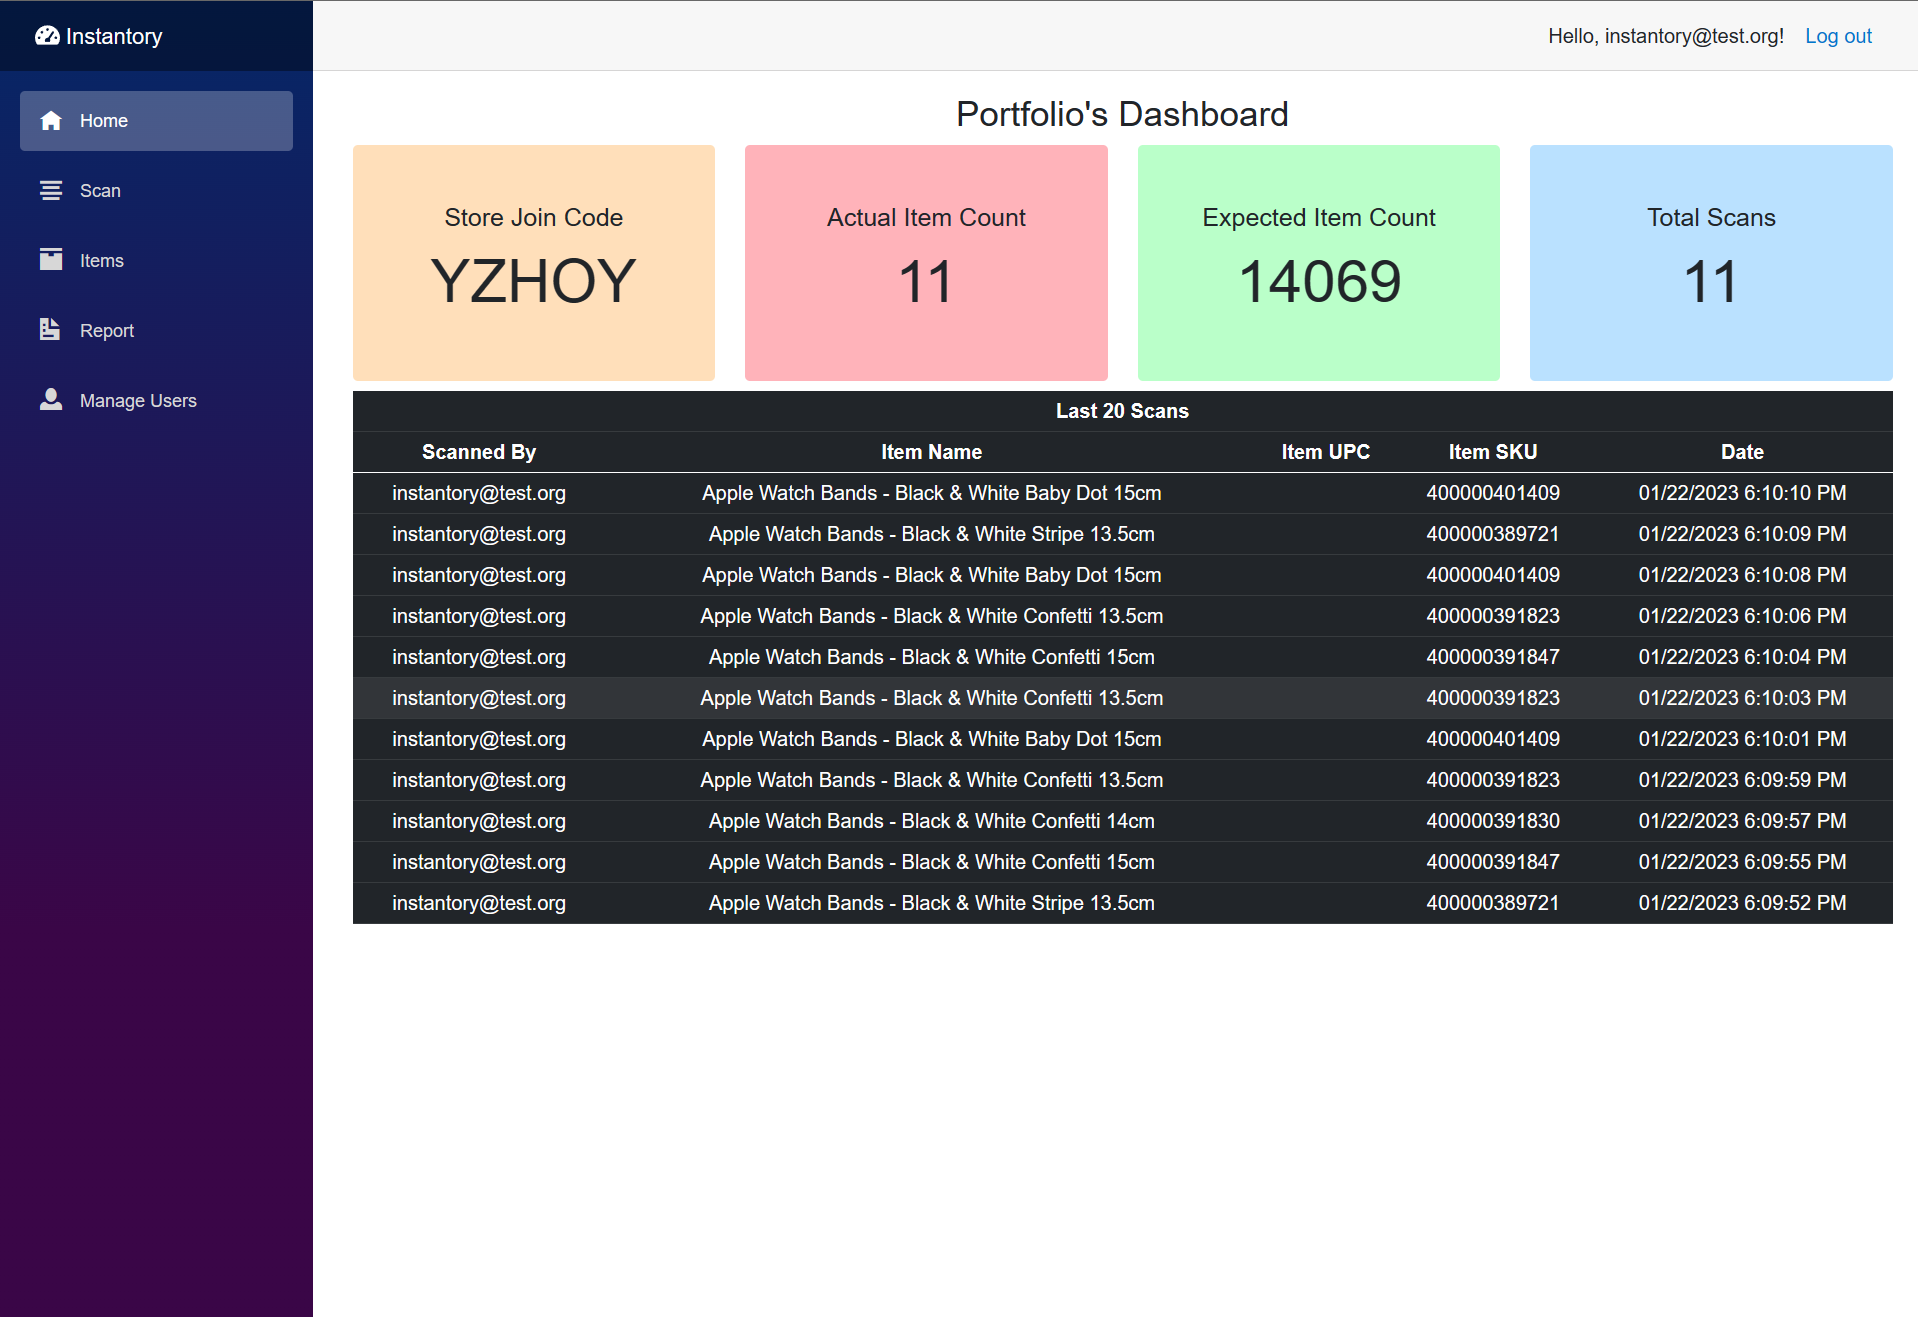 Instantory
Hello, instantory@test.org! Log out
Home
Scan
Items
Report
Manage Users
Portfolio's Dashboard
Store Join Code
YZHOY
Actual Item Count
11
Expected Item Count
14069
Total Scans
11
Last 20 Scans
Scanned By Item Name Item UPC Item SKU Date
instantory@test.org Apple Watch Bands - Black & White Baby Dot 15cm 400000401409 01/22/2023 6:10:10 PM
instantory@test.org Apple Watch Bands - Black & White Stripe 13.5cm 400000389721 01/22/2023 6:10:09 PM
instantory@test.org Apple Watch Bands - Black & White Baby Dot 15cm 400000401409 01/22/2023 6:10:08 PM
instantory@test.org Apple Watch Bands - Black & White Confetti 13.5cm 400000391823 01/22/2023 6:10:06 PM
instantory@test.org Apple Watch Bands - Black & White Confetti 15cm 400000391847 01/22/2023 6:10:04 PM
instantory@test.org Apple Watch Bands - Black & White Confetti 13.5cm 400000391823 01/22/2023 6:10:03 PM
instantory@test.org Apple Watch Bands - Black & White Baby Dot 15cm 400000401409 01/22/2023 6:10:01 PM
instantory@test.org Apple Watch Bands - Black & White Confetti 13.5cm 400000391823 01/22/2023 6:09:59 PM
instantory@test.org Apple Watch Bands - Black & White Confetti 14cm 400000391830 01/22/2023 6:09:57 PM
instantory@test.org Apple Watch Bands - Black & White Confetti 15cm 400000391847 01/22/2023 6:09:55 PM
instantory@test.org Apple Watch Bands - Black & White Stripe 13.5cm 400000389721 01/22/2023 6:09:52 PM